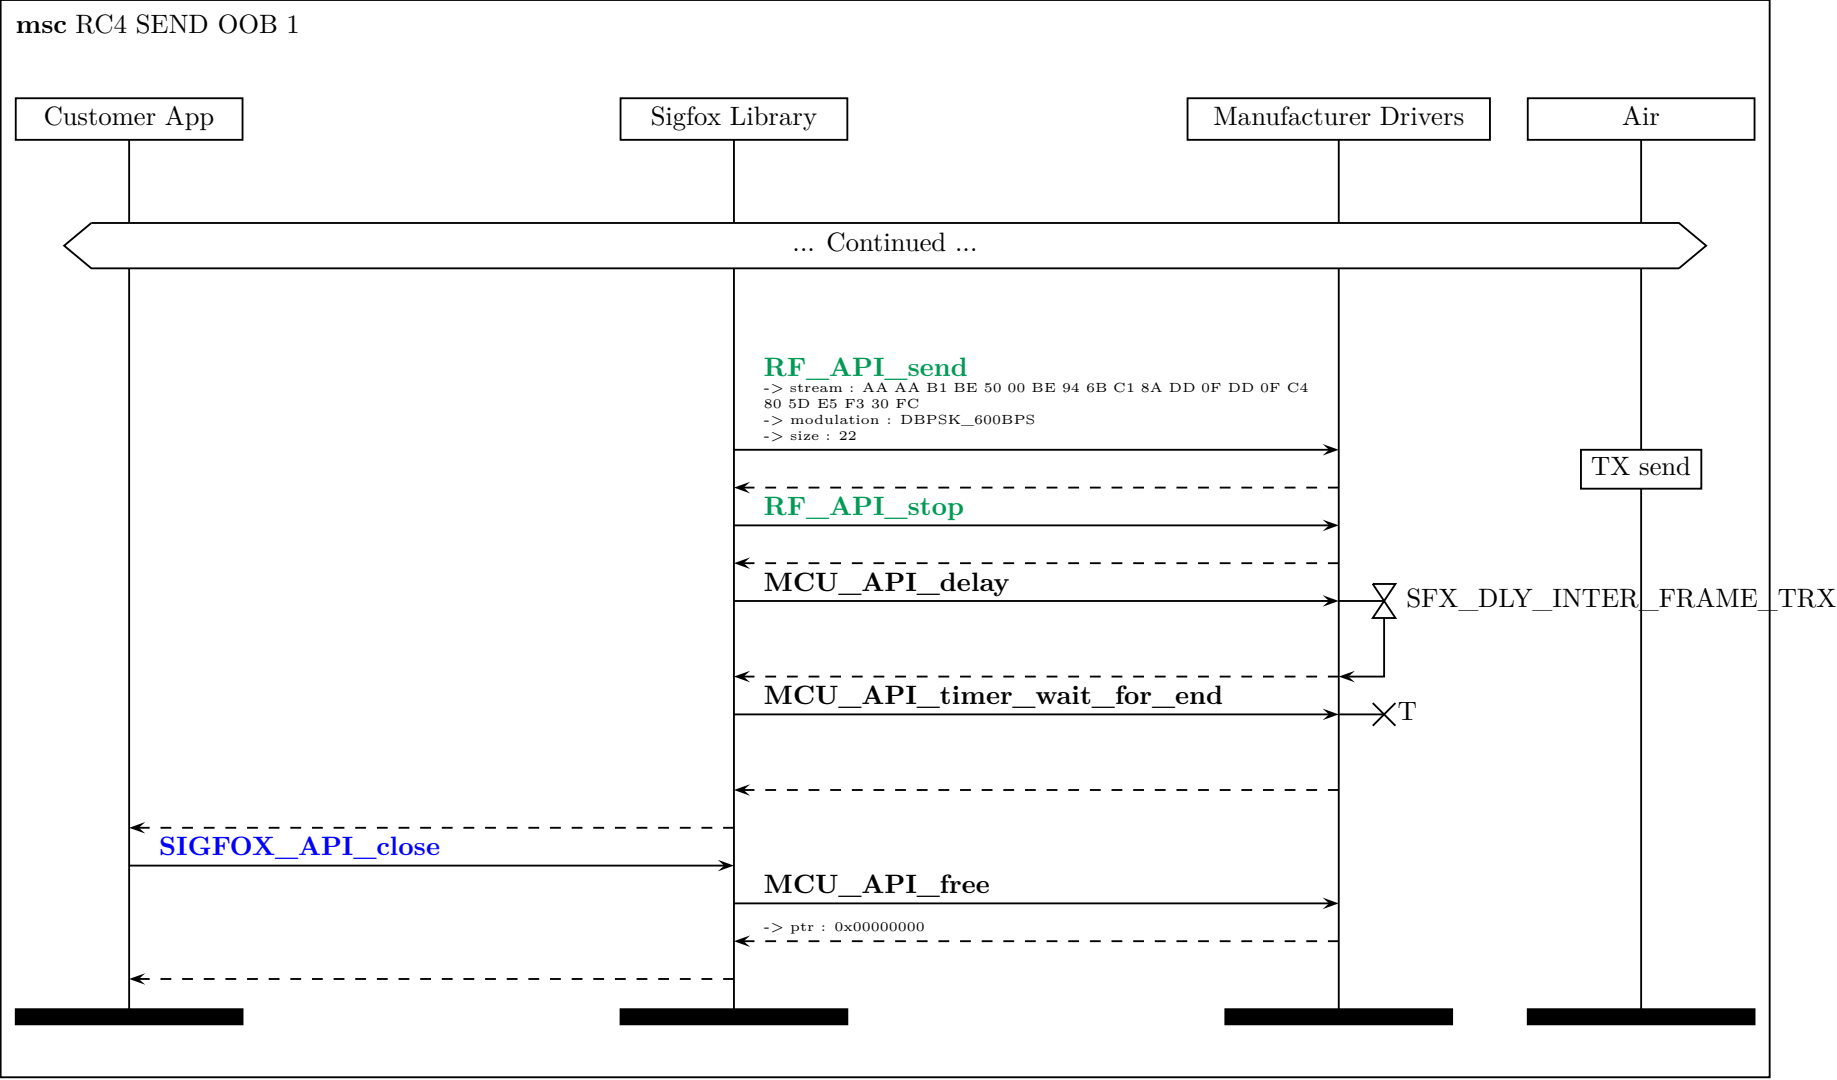 msc RC4 SEND OOB 1
Customer App
Sigfox Library
Manufacturer Drivers
Air
... Continued ...
RF_API_send
-> stream : AA AA B1 BE 50 00 BE 94 6B C1 8A DD 0F DD 0F C4
80 5D E5 F3 30 FC
-> modulation : DBPSK_600BPS
-> size : 22
TX send
RF_API_stop
MCU_API_delay
SFX_DLY_INTER_FRAME_TRX
MCU_API_timer_wait_for_end
T
SIGFOX_API_close
MCU_API_free
-> ptr : 0x00000000